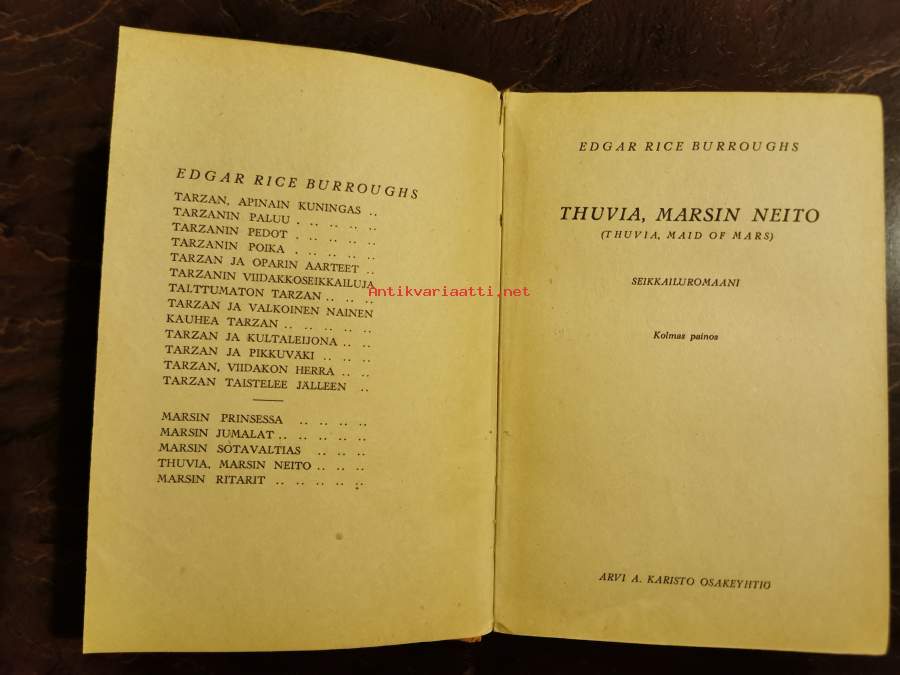 EDGAR RICE BURROUGHS
TARZAN, APINAIN KUNINGAS ..
TARZANIN PALUU . .. .. .. ..
TARZANIN PEDOT . .. .. .. ..
TARZANIN POIKA . .. .. .. ..
TARZAN JA OPARIN AARTEET ..
TARZANIN VIIDAKKOSEIKKAILUJA
TALTTUMATON TARZAN .. .. ..
TARZAN JA VALKOINEN NAINEN
KAUHEA TARZAN .. .. .. .. ..
TARZAN JA KULTALEIJONA .. ..
TARZAN JA PIKKUVÄKI .. .. ..
TARZAN, VIIDAKON HERRA .. ..
TARZAN TAISTELEE JÄLLEEN ..
MARSIN PRINSESSA .. .. .. ..
MARSIN JUMALAT .. .. .. .. ..
MARSIN SOTAVALTIAS .. .. ..
THUVIA, MARSIN NEITO .. .. ..
MARSIN RITARIT .. .. .. .. ..
EDGAR RICE BURROUGHS
THUVIA, MARSIN NEITO
(THUVIA, MAID OF MARS)
SEIKKAILUROMAANI
Kolmas painos
ARVI A. KARISTO OSAKEYHTIÖ
Antikvariaatti.net